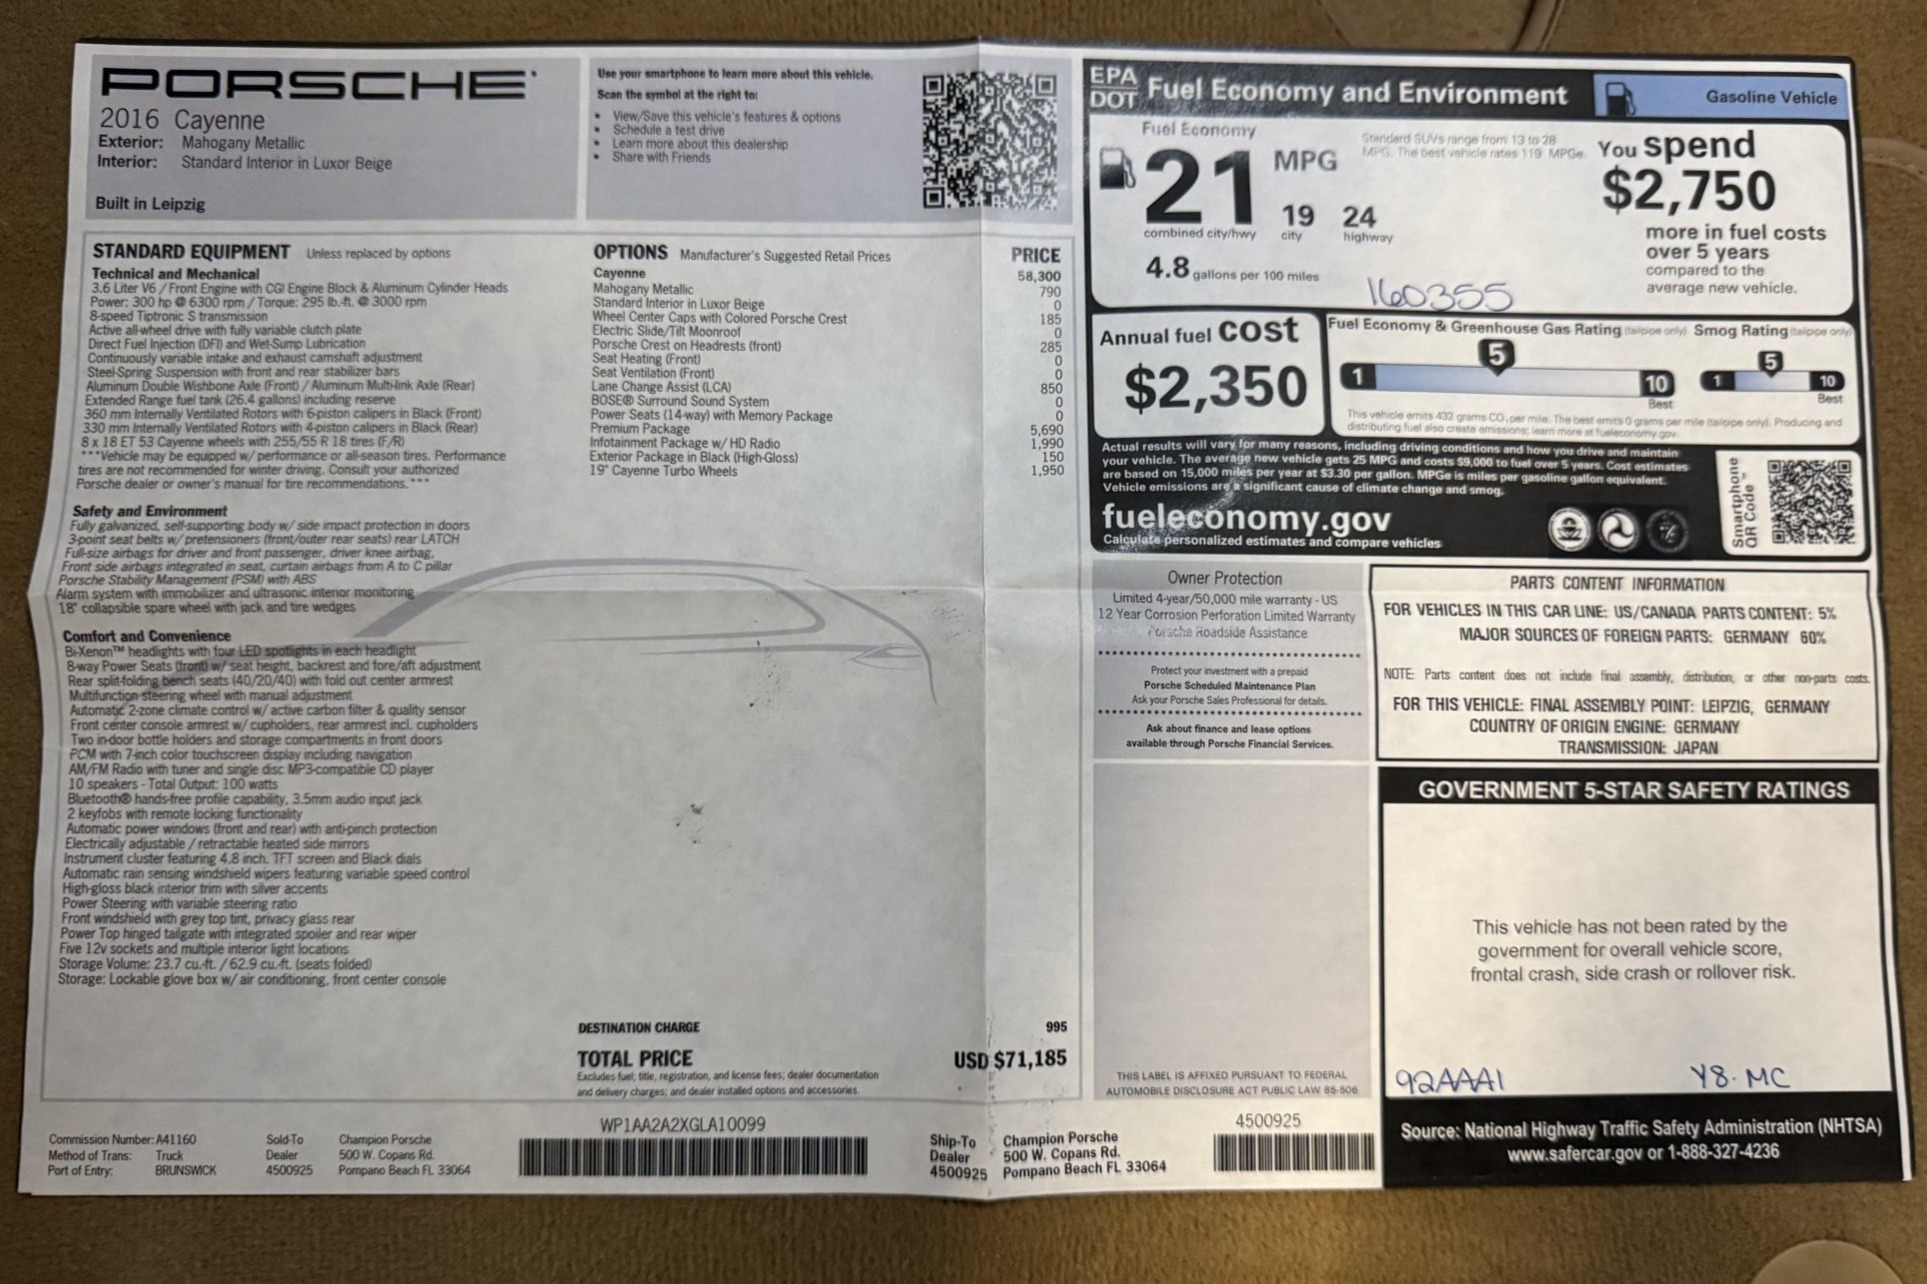 PORSCHE
2016 Cayenne
Exterior: Mahogany Metallic
Interior: Standard Interior in Luxor Beige
Built in Leipzig
Use your smartphone to learn more about this vehicle.
Scan the symbol at the right to:
• View/Save this vehicle's features & options
• Schedule a test drive
• Learn more about this dealership
• Share with Friends
STANDARD EQUIPMENT Unless replaced by options
Technical and Mechanical
3.6 Liter V6 / Front Engine with CGI Engine Block & Aluminum Cylinder Heads
Power: 300 hp @ 6300 rpm / Torque: 295 lb.-ft. @ 3000 rpm
8-speed Tiptronic S transmission
Active all-wheel drive with fully variable clutch plate
Direct Fuel Injection (DFI) and Wet-Sump Lubrication
Continuously variable intake and exhaust camshaft adjustment
Steel-Spring Suspension with front and rear stabilizer bars
Aluminum Double Wishbone Axle (Front) / Aluminum Multi-link Axle (Rear)
Extended Range fuel tank (26.4 gallons) including reserve
360 mm Internally Ventilated Rotors with 6-piston calipers in Black (Front)
330 mm Internally Ventilated Rotors with 4-piston calipers in Black (Rear)
8 x 18 ET 53 Cayenne wheels with 255/55 R 18 tires (F/R)
***Vehicle may be equipped w/ performance or all-season tires. Performance
tires are not recommended for winter driving. Consult your authorized
Porsche dealer or owner's manual for tire recommendations.***
Safety and Environment
Fully galvanized, self-supporting body w/ side impact protection in doors
3-point seat belts w/ pretensioners (front/outer rear seats) rear LATCH
Full-size airbags for driver and front passenger, driver knee airbag,
Front side airbags integrated in seat, curtain airbags from A to C pillar
Porsche Stability Management (PSM) with ABS
Alarm system with immobilizer and ultrasonic interior monitoring
18" collapsible spare wheel with jack and tire wedges
Comfort and Convenience
Bi-Xenon™ headlights with four LED spotlights in each headlight
8-way Power Seats (front) w/ seat height, backrest and fore/aft adjustment
Rear split-folding bench seats (40/20/40) with fold out center armrest
Multifunction steering wheel with manual adjustment
Automatic 2-zone climate control w/ active carbon filter & quality sensor
Front center console armrest w/ cupholders, rear armrest incl. cupholders
Two in-door bottle holders and storage compartments in front doors
PCM with 7-inch color touchscreen display including navigation
AM/FM Radio with tuner and single disc MP3-compatible CD player
10 speakers - Total Output: 100 watts
Bluetooth® hands-free profile capability, 3.5mm audio input jack
2 keyfobs with remote locking functionality
Automatic power windows (front and rear) with anti-pinch protection
Electrically adjustable / retractable heated side mirrors
Instrument cluster featuring 4.8 inch, TFT screen and Black dials
Automatic rain sensing windshield wipers featuring variable speed control
High-gloss black interior trim with silver accents
Power Steering with variable steering ratio
Front windshield with grey top tint, privacy glass rear
Power Top hinged tailgate with integrated spoiler and rear wiper
Five 12v sockets and multiple interior light locations
Storage Volume: 23.7 cu.-ft. / 62.9 cu.-ft. (seats folded)
Storage: Lockable glove box w/ air conditioning, front center console
OPTIONS Manufacturer's Suggested Retail Prices PRICE
Cayenne 58,300
Mahogany Metallic 790
Standard Interior in Luxor Beige 0
Wheel Center Caps with Colored Porsche Crest 185
Electric Slide/Tilt Moonroof 0
Porsche Crest on Headrests (front) 285
Seat Heating (Front) 0
Seat Ventilation (Front) 0
Lane Change Assist (LCA) 850
BOSE® Surround Sound System 0
Power Seats (14-way) with Memory Package 0
Premium Package 5,690
Infotainment Package w/ HD Radio 1,990
Exterior Package in Black (High-Gloss) 150
19" Cayenne Turbo Wheels 1,950
DESTINATION CHARGE 995
TOTAL PRICE USD $71,185
Excludes fuel; title, registration, and license fees; dealer documentation
and delivery charges; and dealer installed options and accessories.
Commission Number: A41160
Method of Trans: Truck
Port of Entry: BRUNSWICK
Sold-To
Dealer
4500925
Champion Porsche
500 W. Copans Rd.
Pompano Beach FL 33064
WP1AA2A2XGLA10099
Ship-To
Dealer
4500925
Champion Porsche
500 W. Copans Rd.
Pompano Beach FL 33064
4500925
EPA
DOT
Fuel Economy and Environment
Gasoline Vehicle
Fuel Economy
21 MPG
combined city/hwy
19
city
24
highway
4.8 gallons per 100 miles
Standard SUVs range from 13 to 28
MPG. The best vehicle rates 119 MPGe.
You spend
$2,750
more in fuel costs
over 5 years
compared to the
average new vehicle.
160355
Annual fuel COST
$2,350
Fuel Economy & Greenhouse Gas Rating (tailpipe only)
1 5 10
Best
Smog Rating (tailpipe only)
1 5 10
Best
This vehicle emits 432 grams CO2 per mile. The best emits 0 grams per mile (tailpipe only). Producing and
distributing fuel also create emissions; learn more at fueleconomy.gov.
Actual results will vary for many reasons, including driving conditions and how you drive and maintain
your vehicle. The average new vehicle gets 25 MPG and costs $9,000 to fuel over 5 years. Cost estimates
are based on 15,000 miles per year at $3.30 per gallon. MPGe is miles per gasoline gallon equivalent.
Vehicle emissions are a significant cause of climate change and smog.
fueleconomy.gov
Calculate personalized estimates and compare vehicles
Smartphone
QR Code™
Owner Protection
Limited 4-year/50,000 mile warranty - US
12 Year Corrosion Perforation Limited Warranty
Porsche Roadside Assistance
Protect your investment with a prepaid
Porsche Scheduled Maintenance Plan
Ask your Porsche Sales Professional for details.
Ask about finance and lease options
available through Porsche Financial Services.
THIS LABEL IS AFFIXED PURSUANT TO FEDERAL
AUTOMOBILE DISCLOSURE ACT PUBLIC LAW 85-506
PARTS CONTENT INFORMATION
FOR VEHICLES IN THIS CAR LINE: US/CANADA PARTS CONTENT: 5%
MAJOR SOURCES OF FOREIGN PARTS: GERMANY 60%
NOTE: Parts content does not include final assembly, distribution, or other non-parts costs.
FOR THIS VEHICLE: FINAL ASSEMBLY POINT: LEIPZIG, GERMANY
COUNTRY OF ORIGIN ENGINE: GERMANY
TRANSMISSION: JAPAN
GOVERNMENT 5-STAR SAFETY RATINGS
This vehicle has not been rated by the
government for overall vehicle score,
frontal crash, side crash or rollover risk.
92AAA1 Y8. MC
Source: National Highway Traffic Safety Administration (NHTSA)
www.safercar.gov or 1-888-327-4236